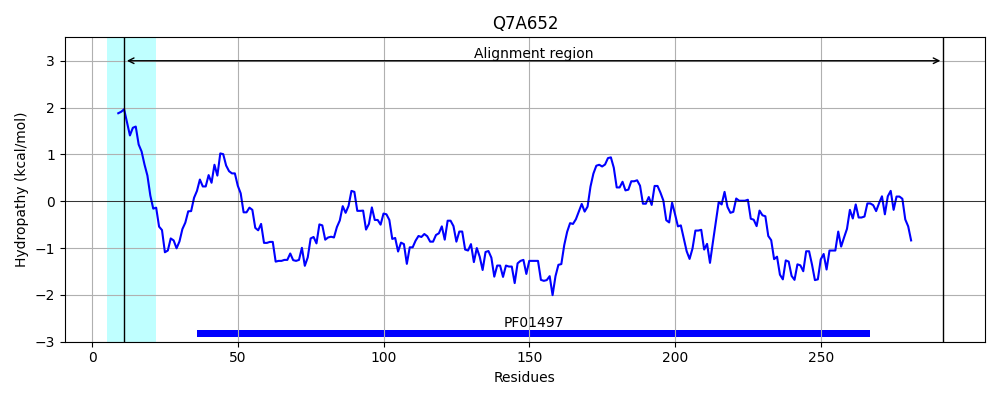 Q7A652
Alignment region
3
2
1
0
−1
−2
−3
Hydropathy (kcal/mol)
PF01497
0 50 100 150 200 250
Residues